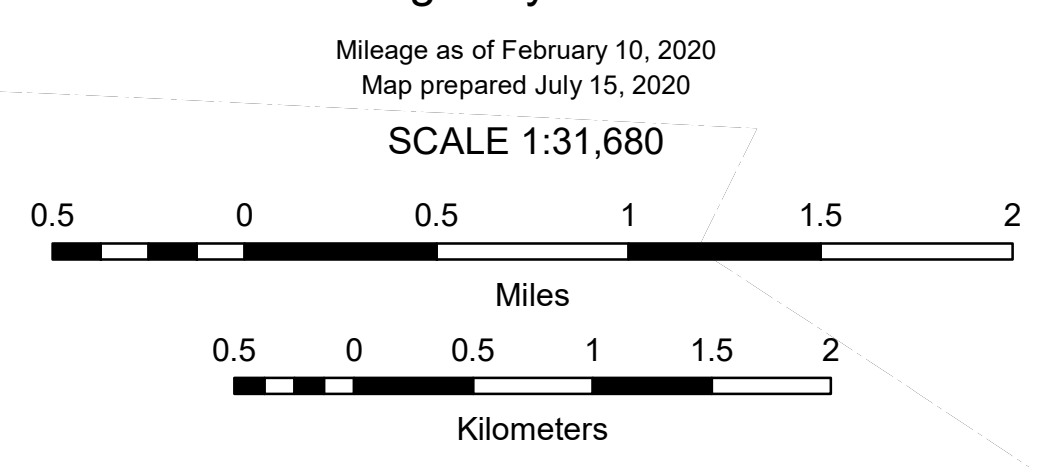 Mileage as of February 10, 2020
Map prepared July 15, 2020
SCALE 1:31,680
0.5 0 0.5 1 1.5 2
Miles
0.5 0 0.5 1 1.5 2
Kilometers